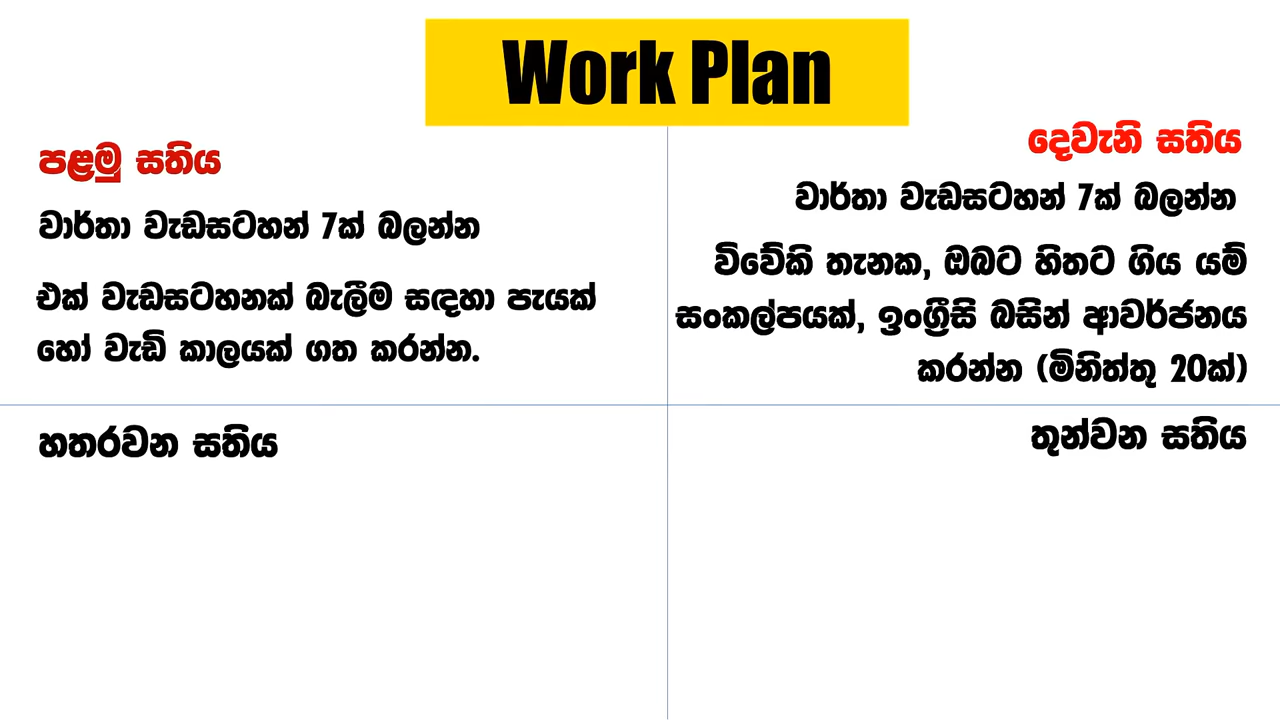 Work Plan
පළමු සතිය
වාර්තා වැඩසටහන් 7ක් බලන්න
එක් වැඩසටහනක් බැලීම සඳහා පැයක්
හෝ වැඩි කාලයක් ගත කරන්න.
දෙවැනි සතිය
වාර්තා වැඩසටහන් 7ක් බලන්න
විවේකි තැනක, ඔබට හිතට ගිය යම්
සංකල්පයක්, ඉංග්‍රීසි බසින් ආවර්ජනය
කරන්න (මිනිත්තු 20ක්)
හතරවන සතිය
තුන්වන සතිය